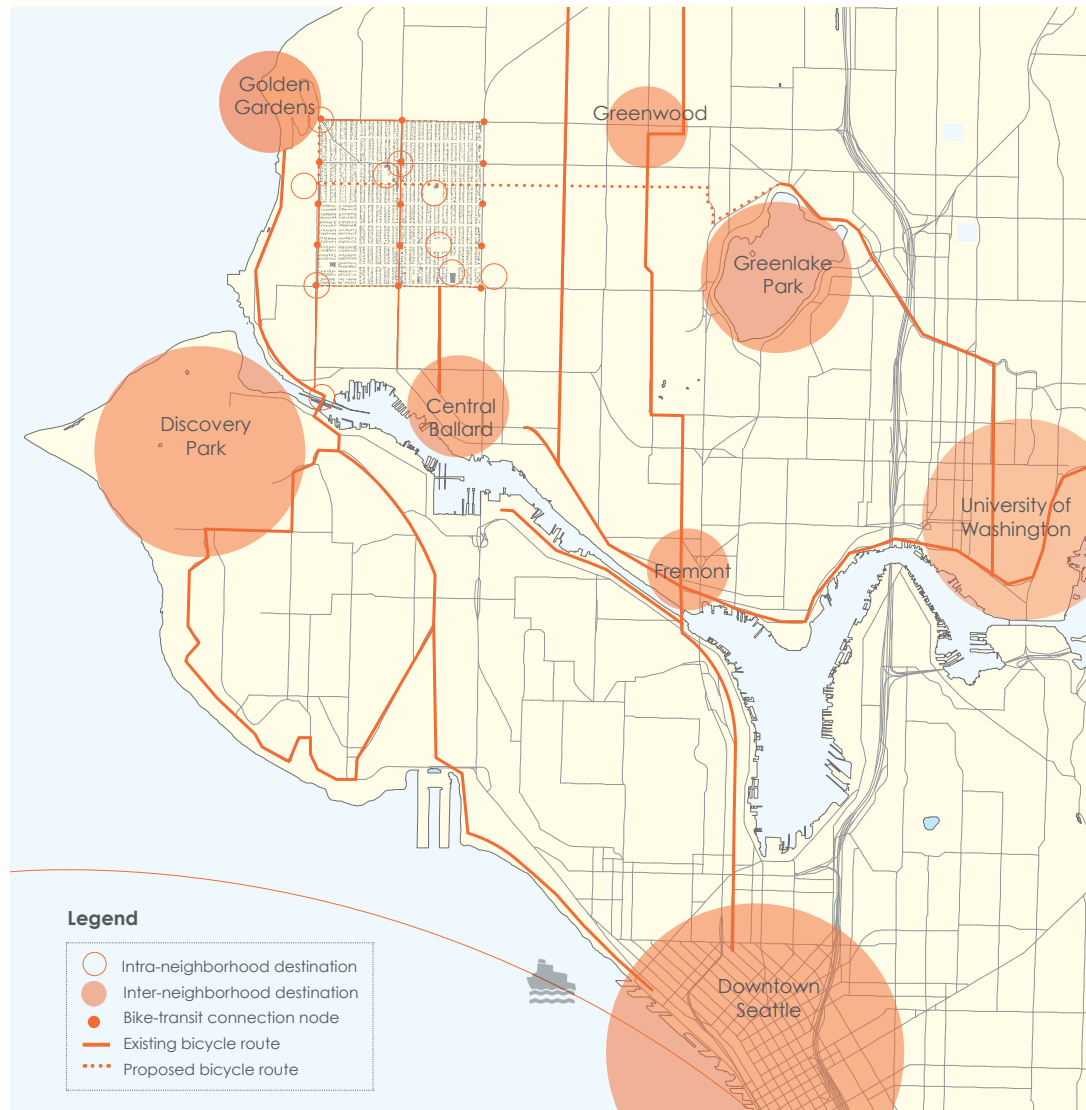 Golden
Gardens
Greenwood
Greenlake
Park
Discovery
Park
Central
Ballard
University of
Washington
Fremont
Downtown
Seattle
Legend
Intra-neighborhood destination
Inter-neighborhood destination
Bike-transit connection node
Existing bicycle route
Proposed bicycle route